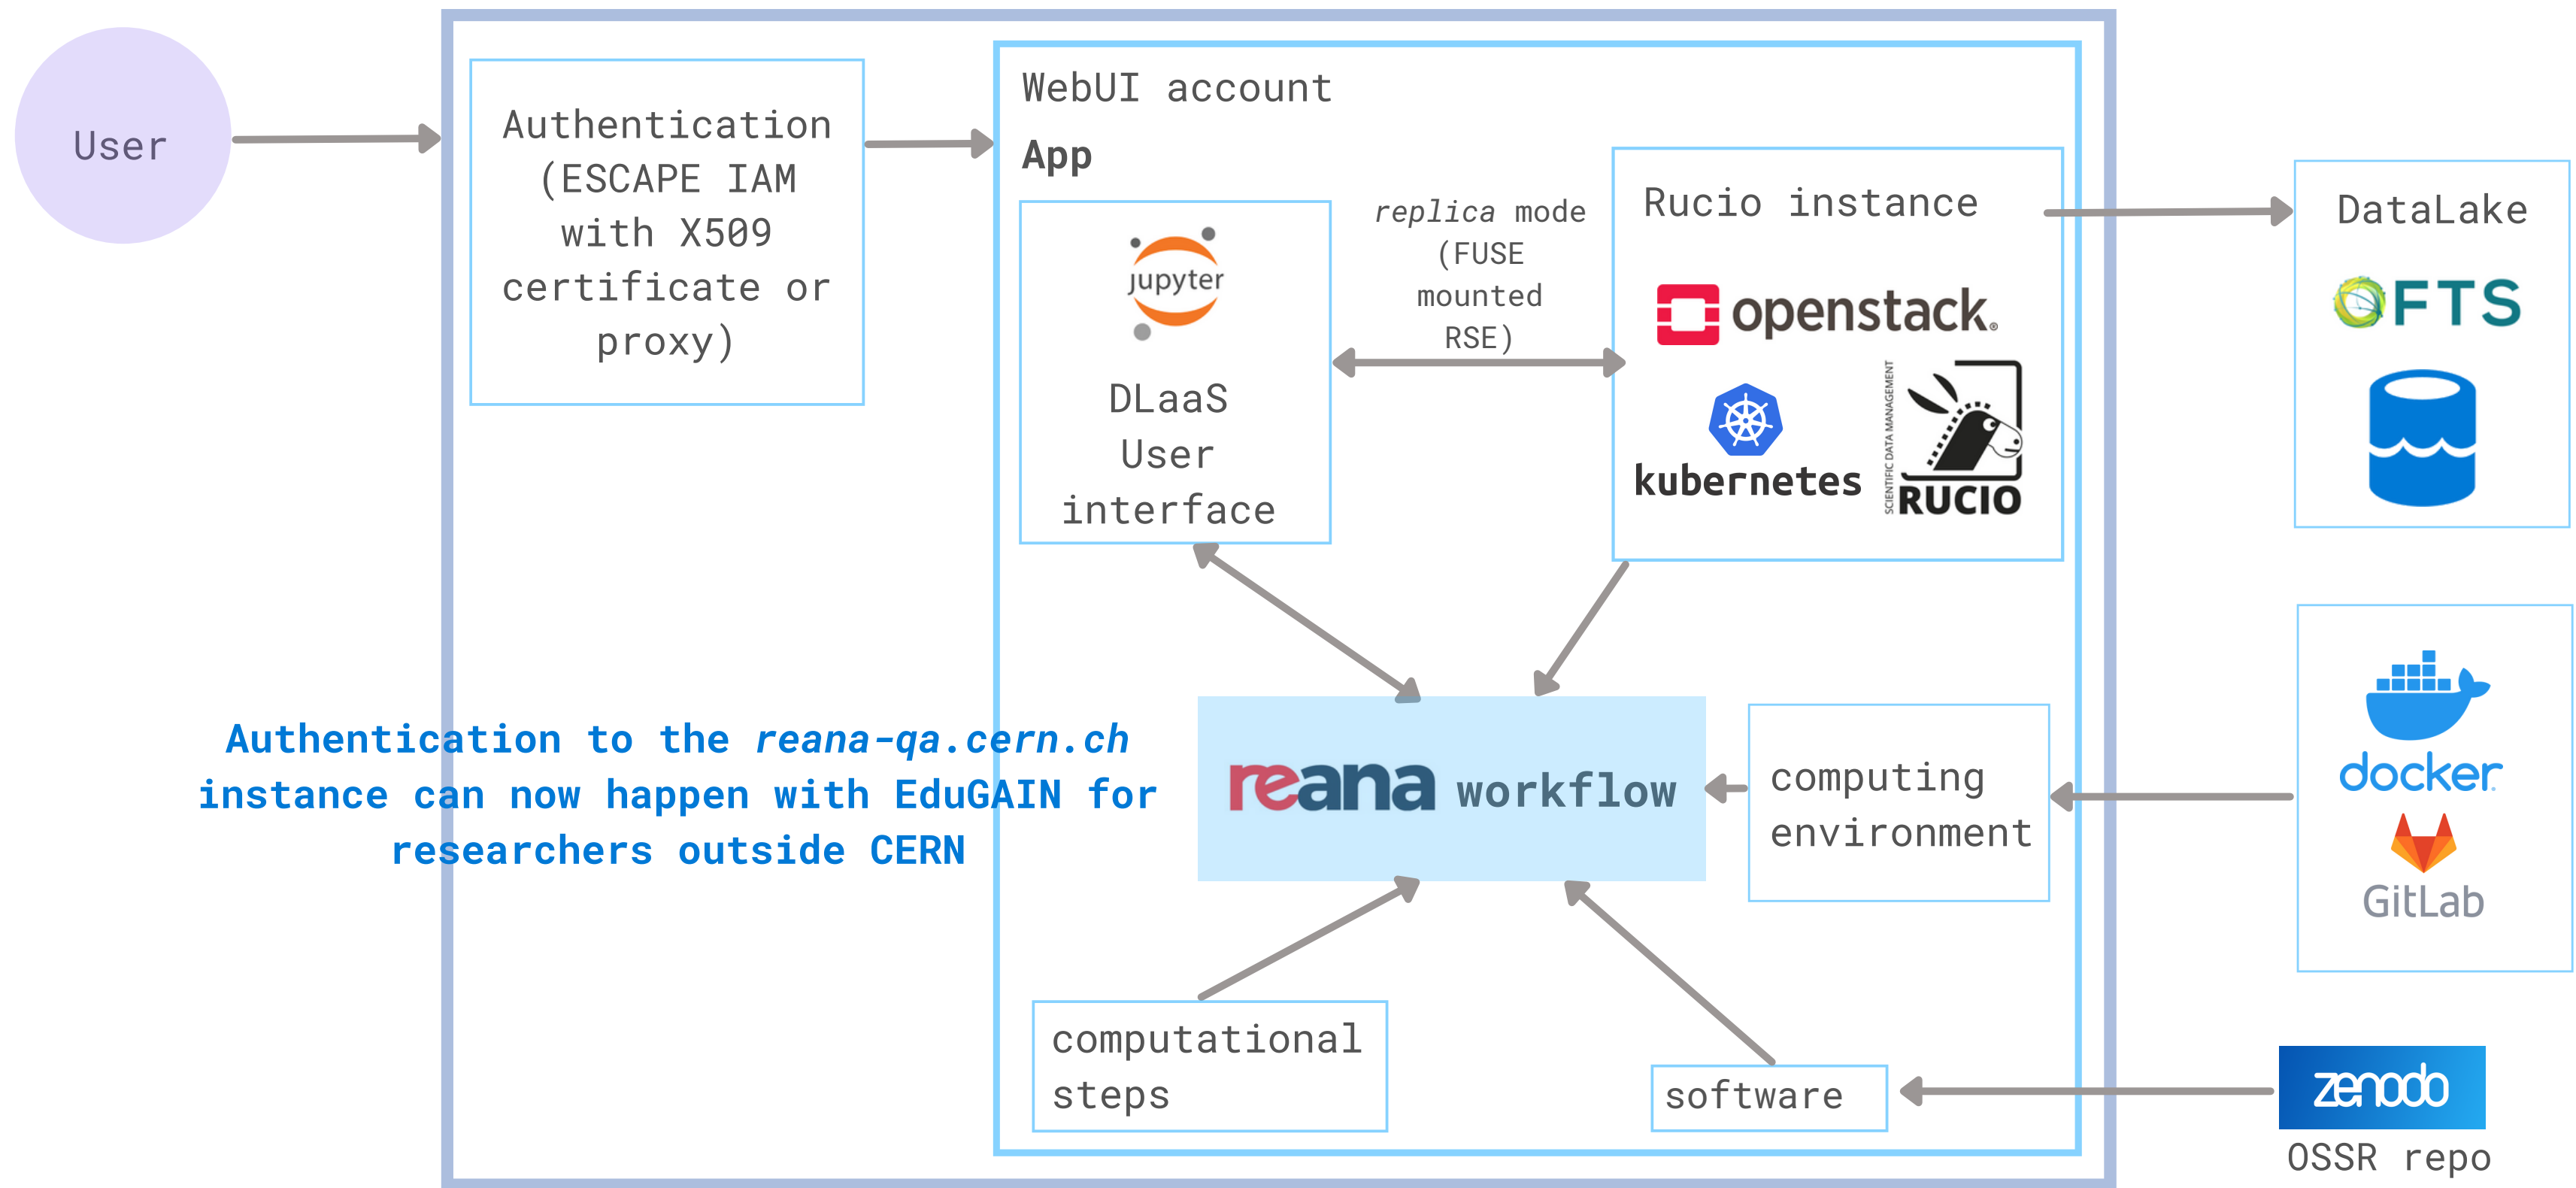 User
Authentication
(ESCAPE IAM
with X509
certificate or
proxy)
WebUI account
App
jupyter
DLaaS
User
interface
replica mode
(FUSE
mounted
RSE)
Rucio instance
openstack.
kubernetes
SCIENTIFIC DATA MANAGEMENT
RUCIO
DataLake
FTS
Authentication to the reana-qa.cern.ch
instance can now happen with EduGAIN for
researchers outside CERN
reana workflow
computing
environment
docker
GitLab
computational
steps
software
zenodo
OSSR repo